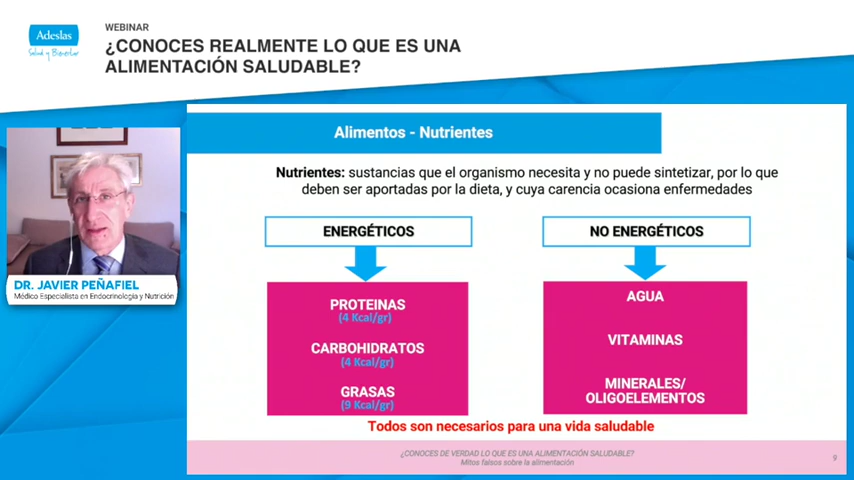 Adeslas
Salud y Bienestar
WEBINAR
¿CONOCES REALMENTE LO QUE ES UNA
ALIMENTACIÓN SALUDABLE?
DR. JAVIER PEÑAFIEL
Médico Especialista en Endocrinología y Nutrición
Alimentos - Nutrientes
Nutrientes: sustancias que el organismo necesita y no puede sintetizar, por lo que
deben ser aportadas por la dieta, y cuya carencia ocasiona enfermedades
ENERGÉTICOS
PROTEINAS
(4 Kcal/gr)
CARBOHIDRATOS
(4 Kcal/gr)
GRASAS
(9 Kcal/gr)
NO ENERGÉTICOS
AGUA
VITAMINAS
MINERALES/
OLIGOELEMENTOS
Todos son necesarios para una vida saludable
¿CONOCES DE VERDAD LO QUE ES UNA ALIMENTACIÓN SALUDABLE?
Mitos falsos sobre la alimentación
9